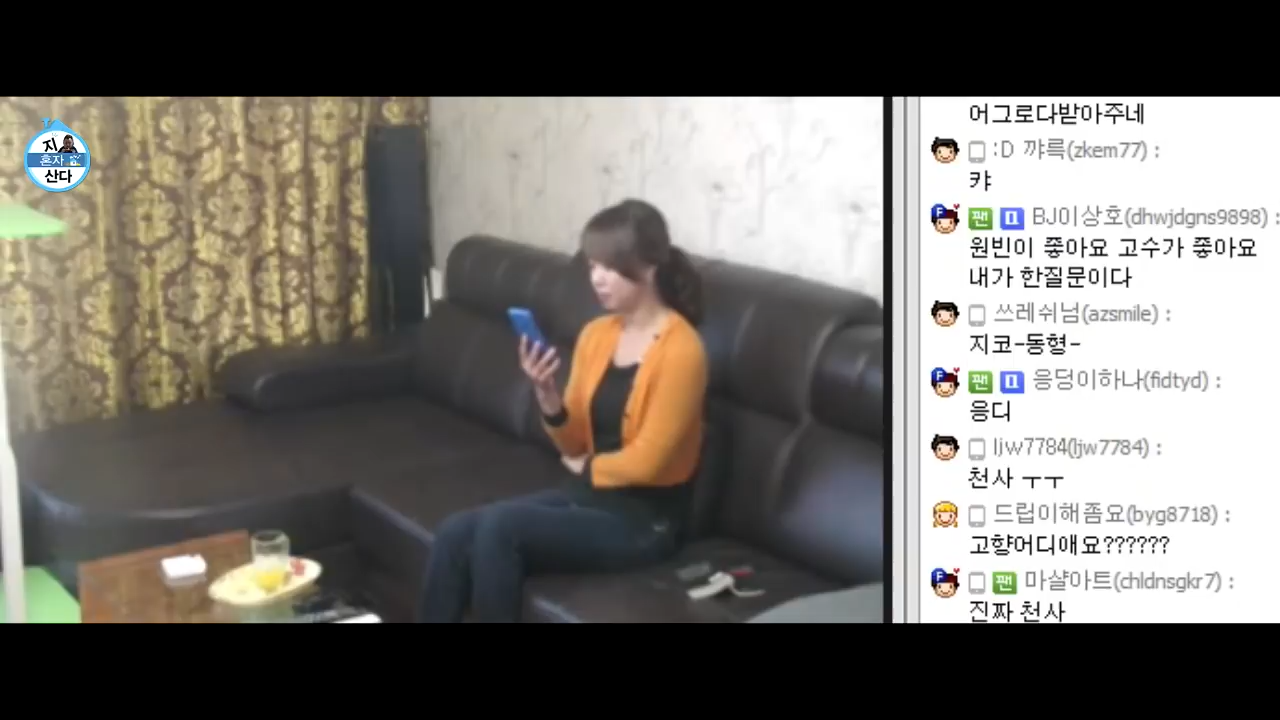 지
혼자
산다
어그로다받아주네
:D 꺄륵(zkem77) :
캬
팬 BJ이상호(dhwjdgns9898) :
원빈이 좋아요 고수가 좋아요
내가 한질문이다
쓰레쉬님(azsmile) :
지코-동형-
팬 응덩이하나(fidtyd) :
응디
ljw7784(ljw7784) :
천사 ㅜㅜ
드립이해좀요(byg8718) :
고향어디애요??????
팬 마샬아트(chldnsgkr7) :
진짜 천사